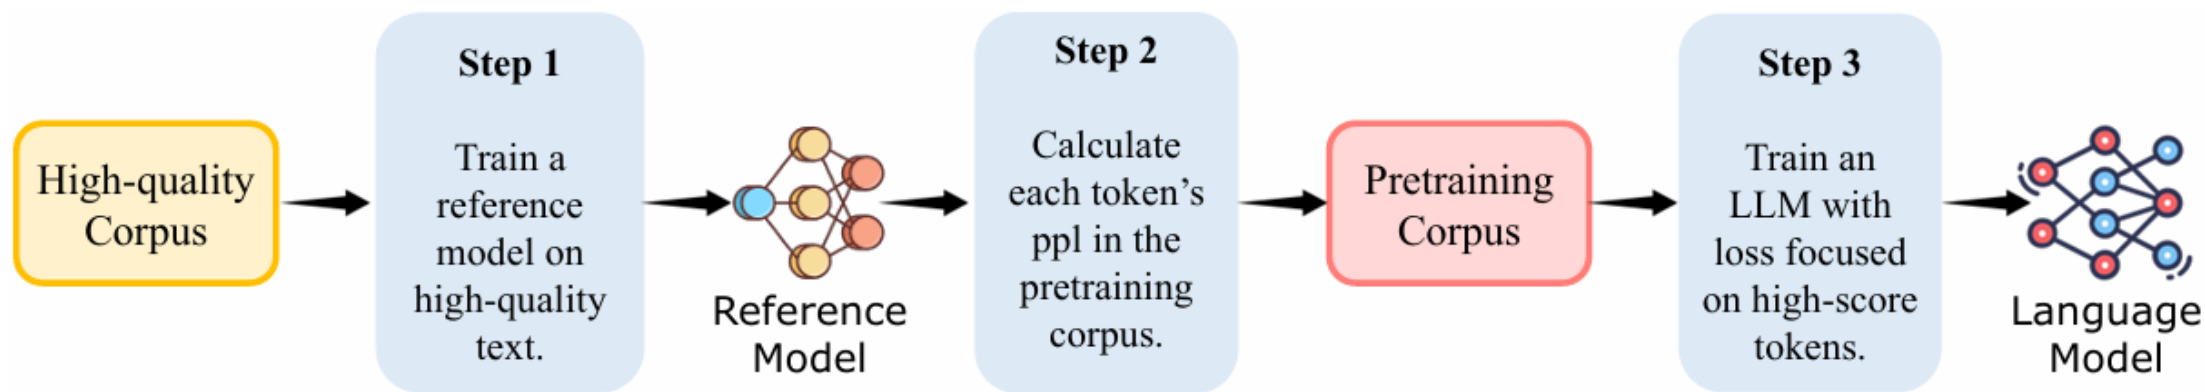 High-quality
Corpus
Step 1
Train a
reference
model on
high-quality
text.
Reference
Model
Step 2
Calculate
each token’s
ppl in the
pretraining
corpus.
Pretraining
Corpus
Step 3
Train an
LLM with
loss focused
on high-score
tokens.
Language
Model